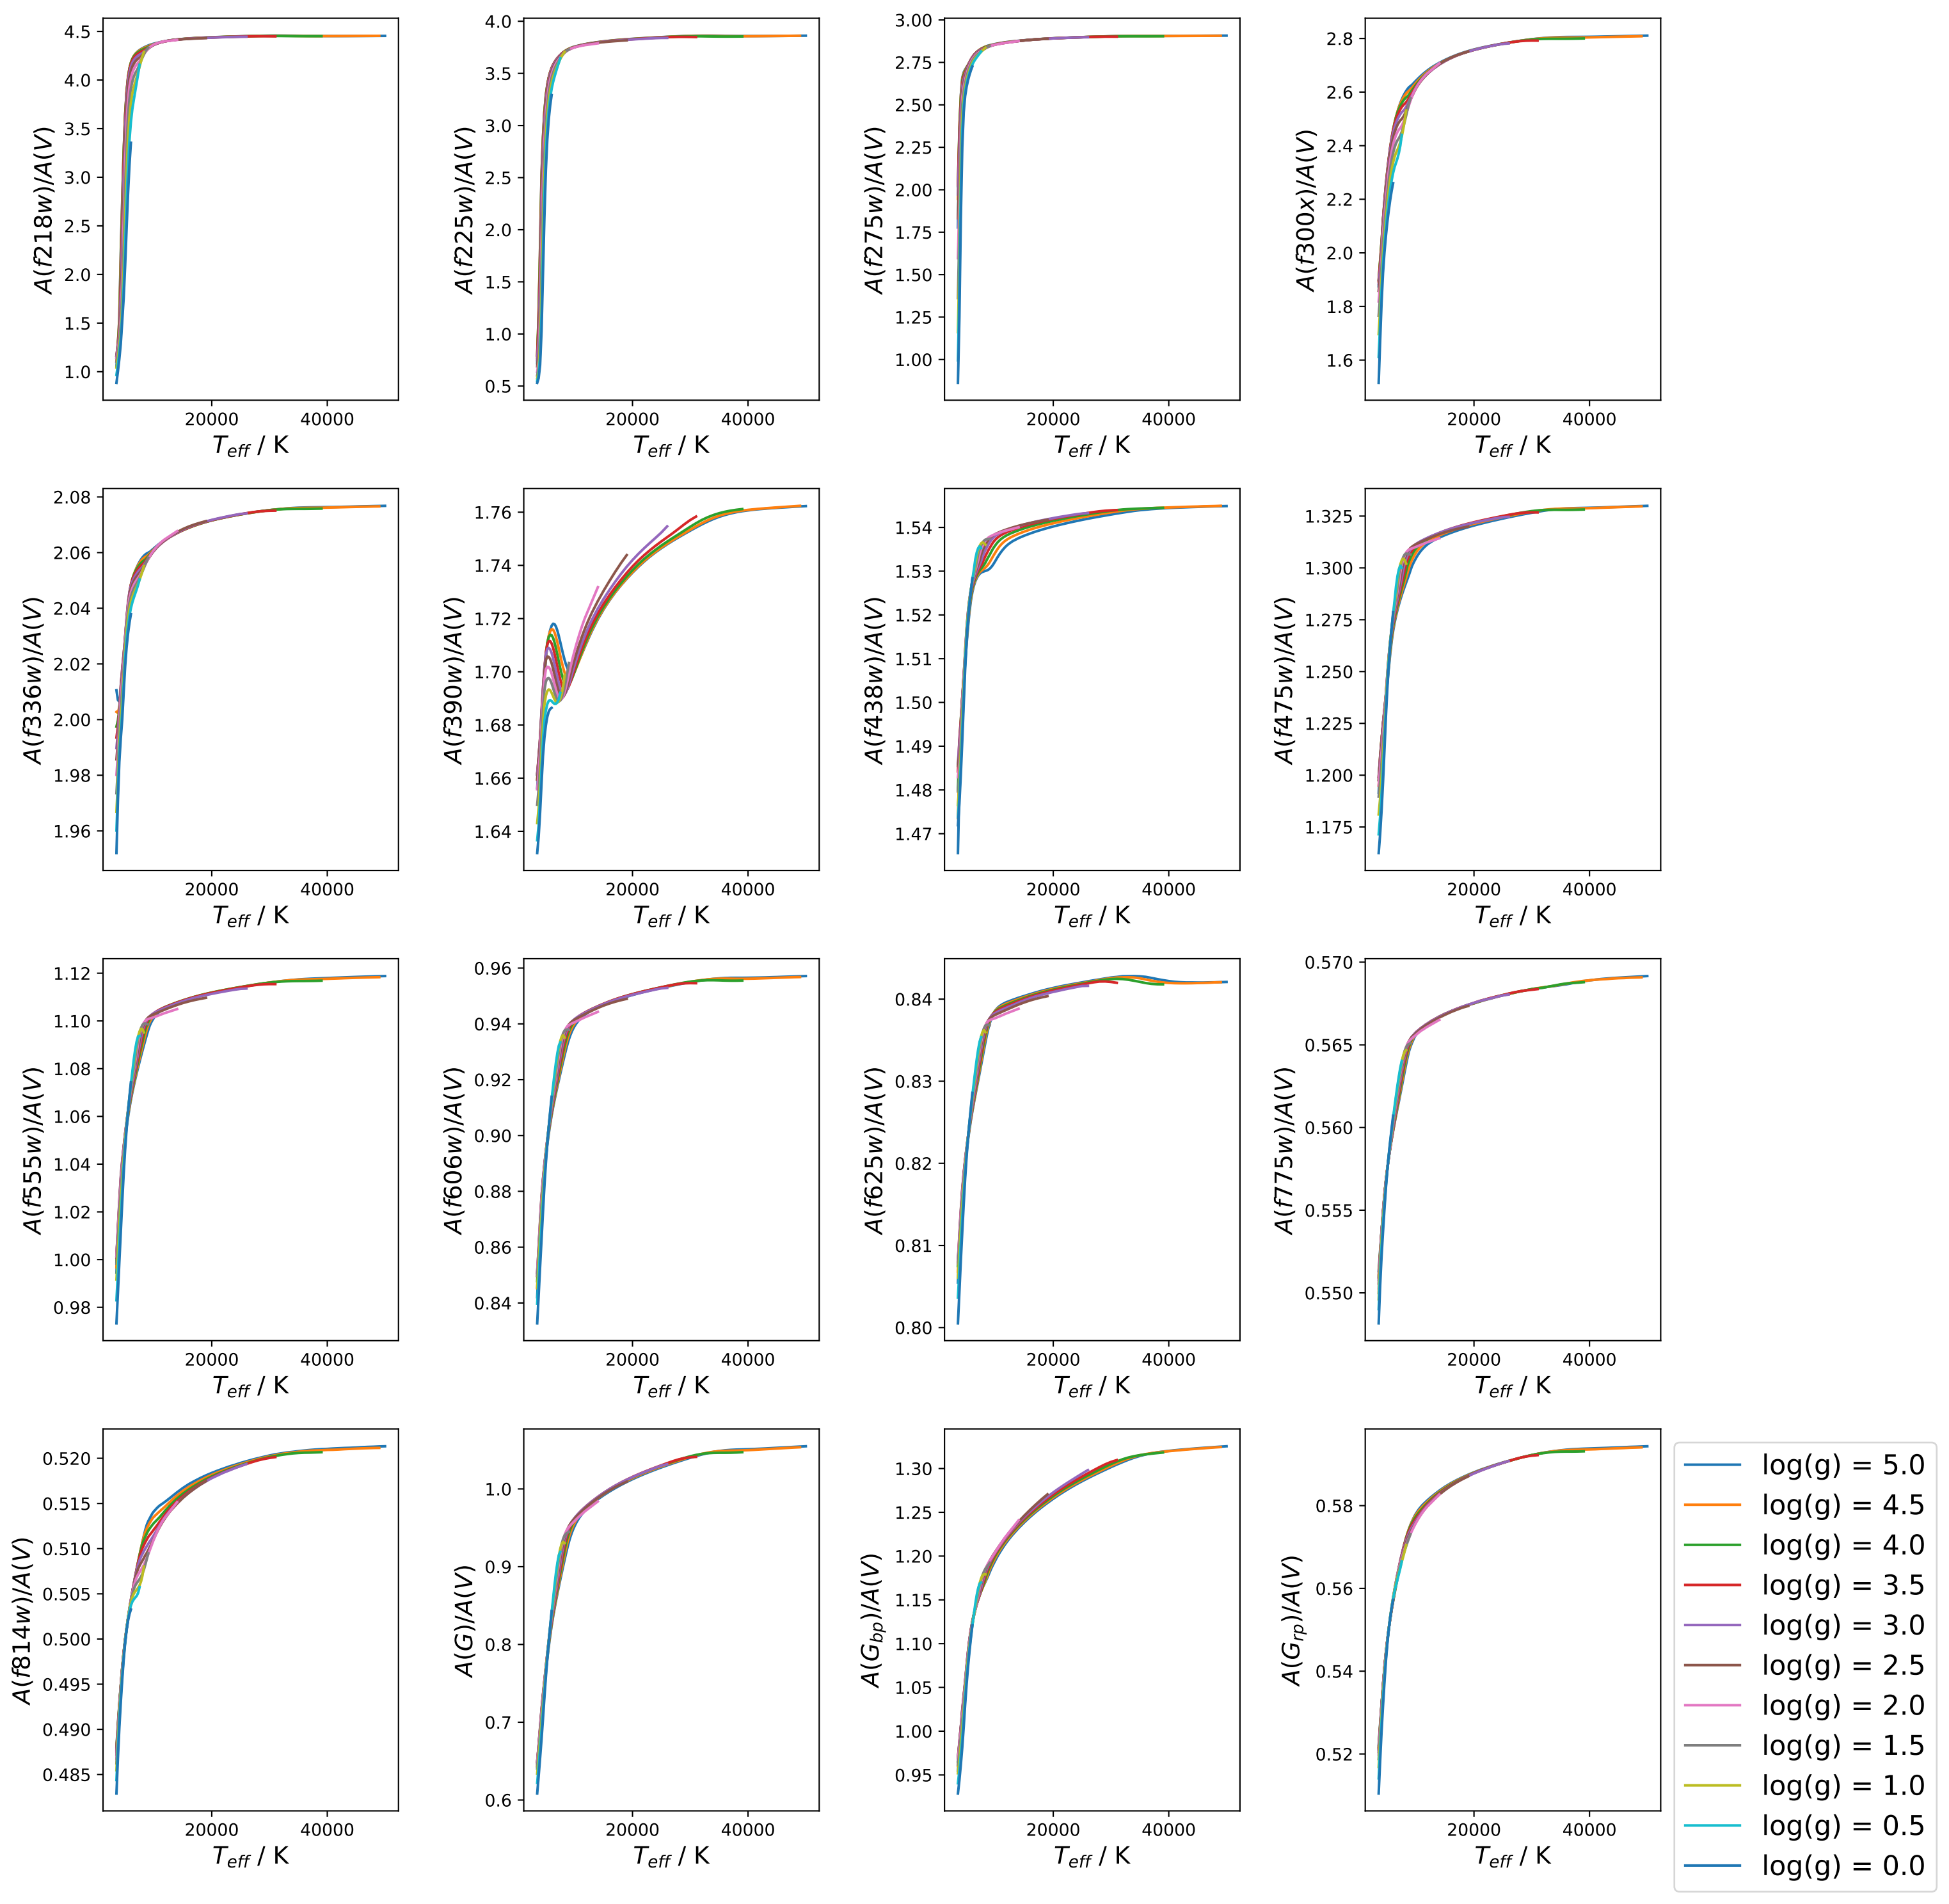 A(f218w)/A(V)
4.5
4.0
3.5
3.0
2.5
2.0
1.5
1.0
20000 40000
T_eff / K
A(f225w)/A(V)
4.0
3.5
3.0
2.5
2.0
1.5
1.0
0.5
20000 40000
T_eff / K
A(f275w)/A(V)
3.00
2.75
2.50
2.25
2.00
1.75
1.50
1.25
1.00
20000 40000
T_eff / K
A(f300x)/A(V)
2.8
2.6
2.4
2.2
2.0
1.8
1.6
20000 40000
T_eff / K
A(f336w)/A(V)
2.08
2.06
2.04
2.02
2.00
1.98
1.96
20000 40000
T_eff / K
A(f390w)/A(V)
1.76
1.74
1.72
1.70
1.68
1.66
1.64
20000 40000
T_eff / K
A(f438w)/A(V)
1.54
1.53
1.52
1.51
1.50
1.49
1.48
1.47
20000 40000
T_eff / K
A(f475w)/A(V)
1.325
1.300
1.275
1.250
1.225
1.200
1.175
20000 40000
T_eff / K
A(f555w)/A(V)
1.12
1.10
1.08
1.06
1.04
1.02
1.00
0.98
20000 40000
T_eff / K
A(f606w)/A(V)
0.96
0.94
0.92
0.90
0.88
0.86
0.84
20000 40000
T_eff / K
A(f625w)/A(V)
0.84
0.83
0.82
0.81
0.80
20000 40000
T_eff / K
A(f775w)/A(V)
0.570
0.565
0.560
0.555
0.550
20000 40000
T_eff / K
A(f814w)/A(V)
0.520
0.515
0.510
0.505
0.500
0.495
0.490
0.485
20000 40000
T_eff / K
A(G)/A(V)
1.0
0.9
0.8
0.7
0.6
20000 40000
T_eff / K
A(G_bp)/A(V)
1.30
1.25
1.20
1.15
1.10
1.05
1.00
0.95
20000 40000
T_eff / K
A(G_rp)/A(V)
0.58
0.56
0.54
0.52
20000 40000
T_eff / K
log(g) = 5.0
log(g) = 4.5
log(g) = 4.0
log(g) = 3.5
log(g) = 3.0
log(g) = 2.5
log(g) = 2.0
log(g) = 1.5
log(g) = 1.0
log(g) = 0.5
log(g) = 0.0